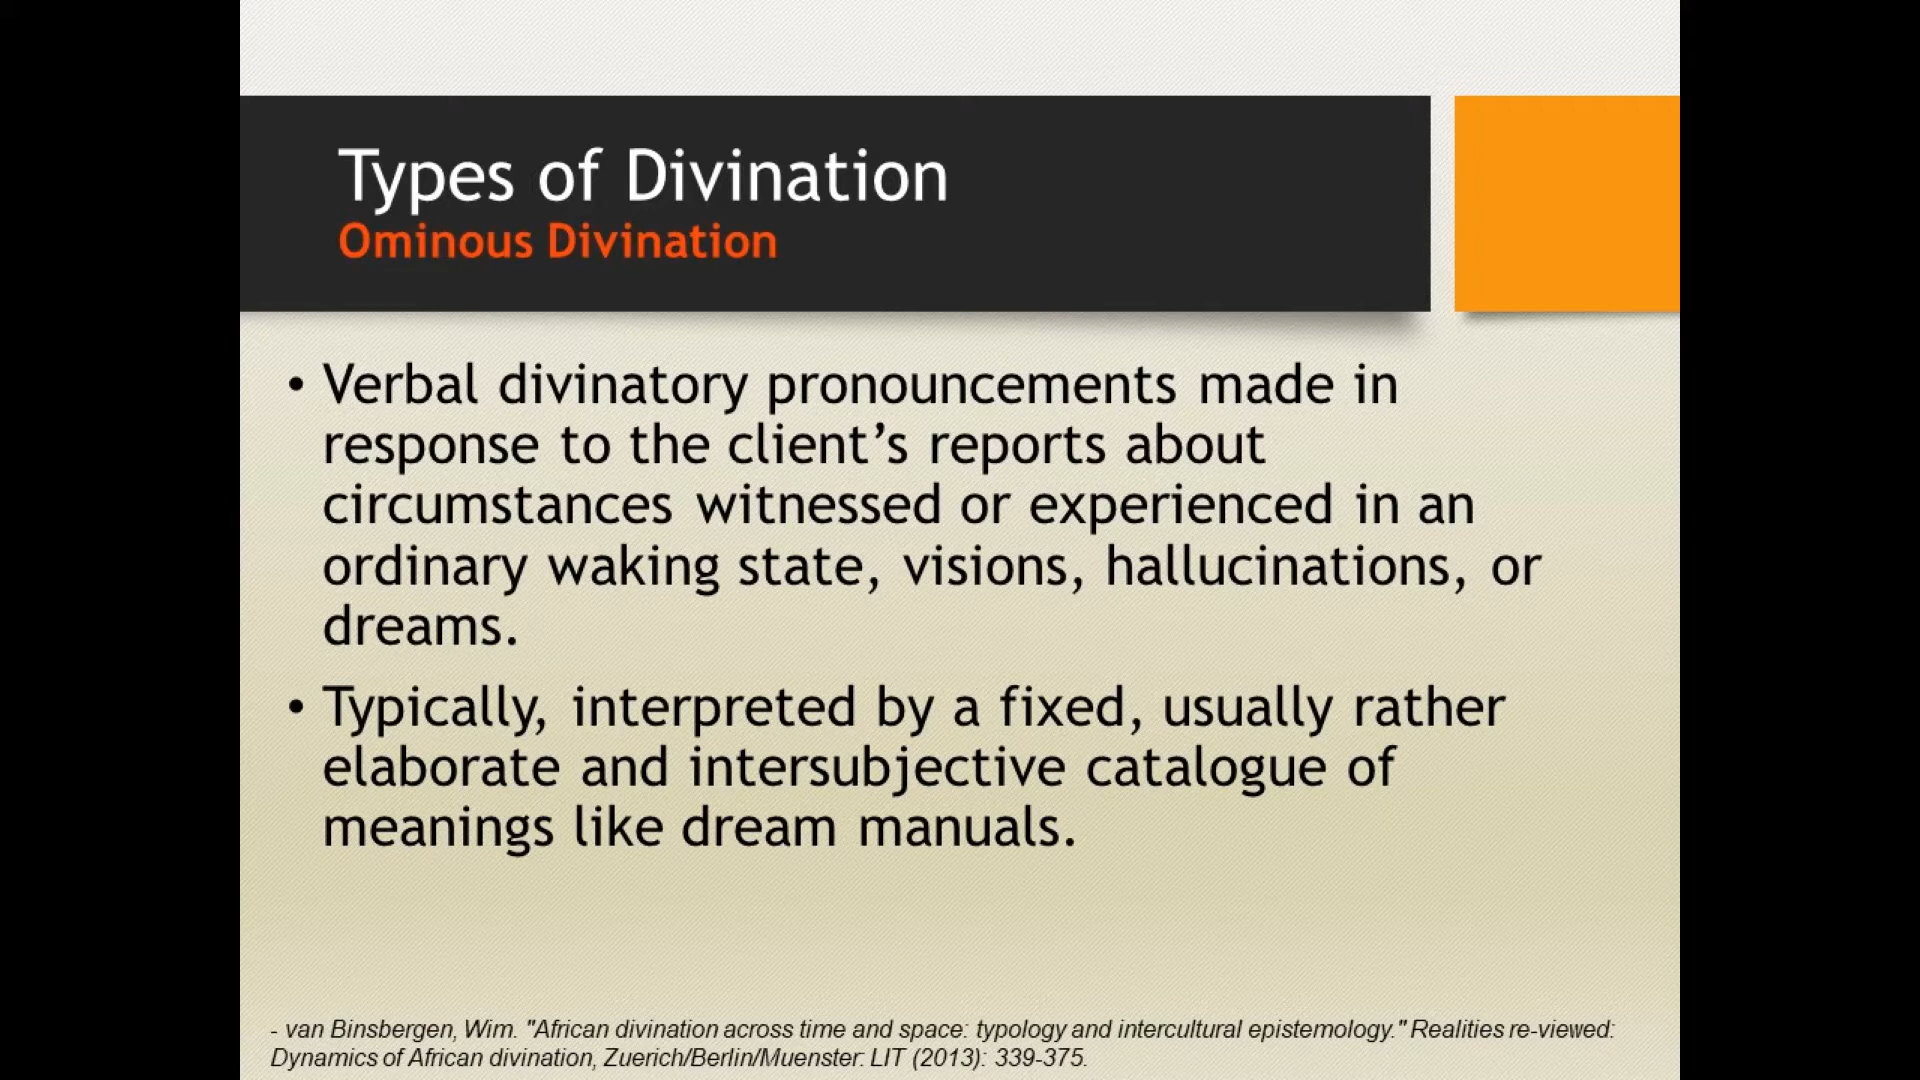 Types of Divination
Ominous Divination
• Verbal divinatory pronouncements made in
response to the client’s reports about
circumstances witnessed or experienced in an
ordinary waking state, visions, hallucinations, or
dreams.
• Typically, interpreted by a fixed, usually rather
elaborate and intersubjective catalogue of
meanings like dream manuals.
- van Binsbergen, Wim. "African divination across time and space: typology and intercultural epistemology." Realities re-viewed:
Dynamics of African divination, Zuerich/Berlin/Muenster: LIT (2013): 339-375.